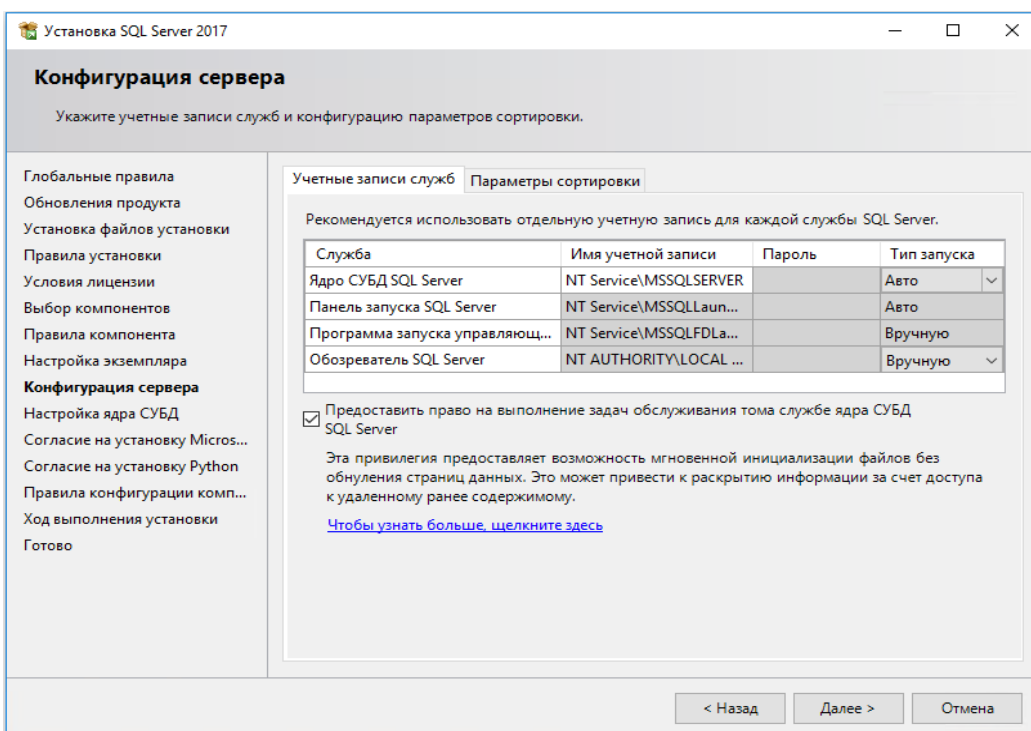 Установка SQL Server 2017
Конфигурация сервера
Укажите учетные записи служб и конфигурацию параметров сортировки.
Глобальные правила
Обновления продукта
Установка файлов установки
Правила установки
Условия лицензии
Выбор компонентов
Правила компонента
Настройка экземпляра
Конфигурация сервера
Настройка ядра СУБД
Согласие на установку Micros...
Согласие на установку Python
Правила конфигурации комп...
Ход выполнения установки
Готово
Учетные записи служб Параметры сортировки
Рекомендуется использовать отдельную учетную запись для каждой службы SQL Server.
Служба Имя учетной записи Пароль Тип запуска
Ядро СУБД SQL Server NT Service\MSSQLSERVER Авто
Панель запуска SQL Server NT Service\MSSQLLaun... Авто
Программа запуска управляющ... NT Service\MSSQLFDLa... Вручную
Обозреватель SQL Server NT AUTHORITY\LOCAL ... Вручную
Предоставить право на выполнение задач обслуживания тома службе ядра СУБД
SQL Server
Эта привилегия предоставляет возможность мгновенной инициализации файлов без
обнуления страниц данных. Это может привести к раскрытию информации за счет доступа
к удаленному ранее содержимому.
Чтобы узнать больше, щелкните здесь
< Назад Далее > Отмена